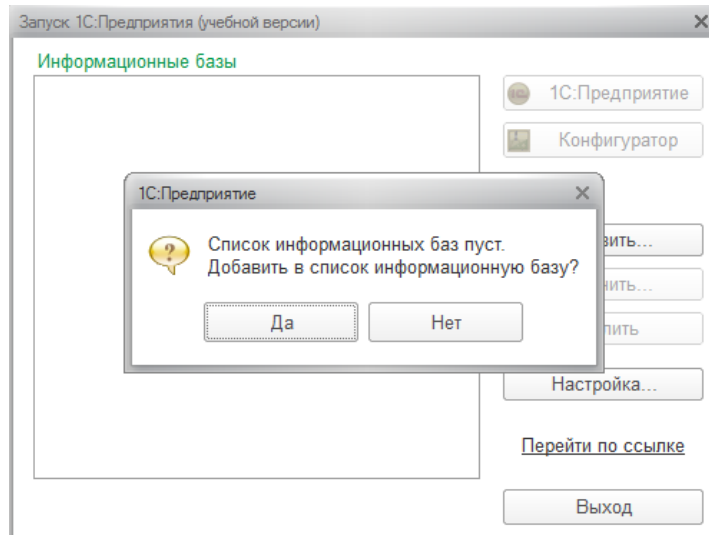 Запуск 1С:Предприятия (учебной версии)
Информационные базы
1С:Предприятие
Конфигуратор
1С:Предприятие
Список информационных баз пуст.
Добавить в список информационную базу?
Да
Нет
Настройка...
Перейти по ссылке
Выход